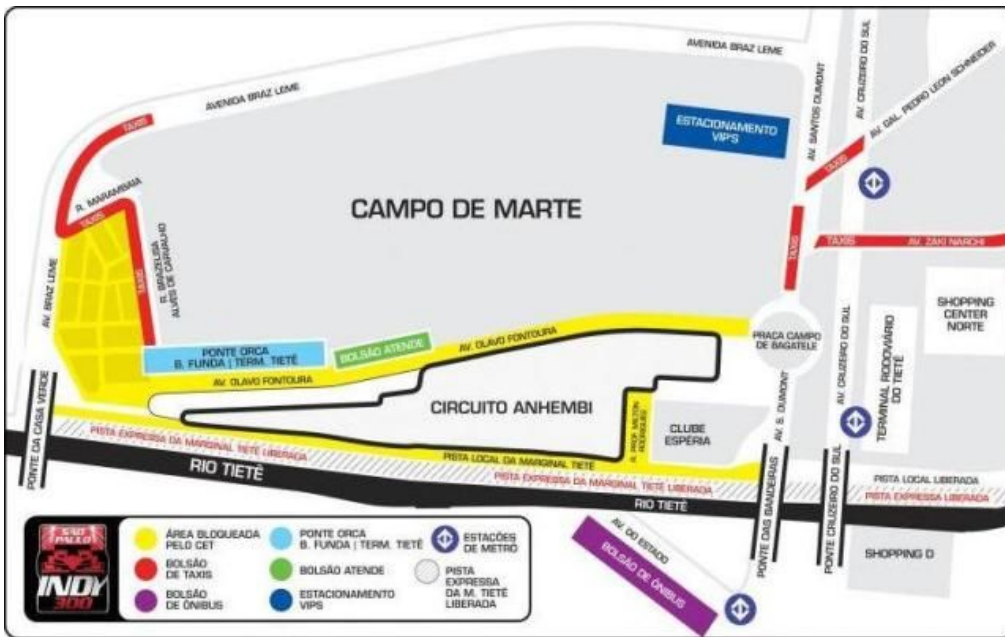 AVENIDA BRAZ LEME
AVENIDA BRAZ LEME
AV. SANTOS DUMONT
AV. CRUZEIRO DO SUL
AV. DAL. PEDRO LEON SCHNEIDER
TAXIS
ESTACIONAMENTO
VIP'S
TAXIS
R. MARAMBAIA
TAXIS
CAMPO DE MARTE
TAXIS
TAXIS
AV. ZAKI NARCHI
TAXIS
R. BRAZELISA
ALVES DE CARVALHO
AV. BRAZ LEME
SHOPPING
CENTER
NORTE
PRAÇA CAMPO
DE BAGATELE
AV. CRUZEIRO DO SUL
TERMINAL RODOVIÁRIO
DO TIETÊ
PONTE ORCA
B. FUNDA | TERM. TIETÊ
BOLSÃO ATENDE
AV. OLAVO FONTOURA
AV. OLAVO FONTOURA
CIRCUITO ANHEMBI
R. PROF. MILTON
RODRIGUES
CLUBE
ESPÉRIA
AV. S. DUMONT
PONTE DA CASA VERDE
PISTA EXPRESSA DA MARGINAL TIETÊ LIBERADA
PISTA LOCAL DA MARGINAL TIETÊ
PISTA EXPRESSA DA MARGINAL TIETÊ LIBERADA
RIO TIETÊ
RIO TIETÊ
PISTA LOCAL LIBERADA
PISTA EXPRESSA LIBERADA
PONTE DAS BANDEIRAS
PONTE CRUZEIRO DO SUL
AV. DO ESTADO
BOLSÃO DE ÔNIBUS
SHOPPING D
SÃO
PAULO
INDY
300
ÁREA BLOQUEADA
PELO CET
BOLSÃO
DE TAXIS
BOLSÃO
DE ÔNIBUS
PONTE ORCA
B. FUNDA | TERM. TIETÊ
BOLSÃO ATENDE
ESTACIONAMENTO
VIPS
ESTAÇÕES
DE METRÔ
PISTA
EXPRESSA
DA M. TIETÊ
LIBERADA